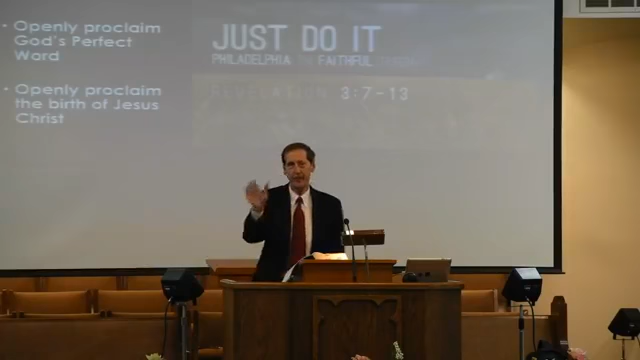 • Openly proclaim
God's Perfect
Ward
• Openly proclaim
the birth of Jesus
Christ
JUST DO IT
PHILADELPHIA FAITHFUL
REVELATION 3:7-13